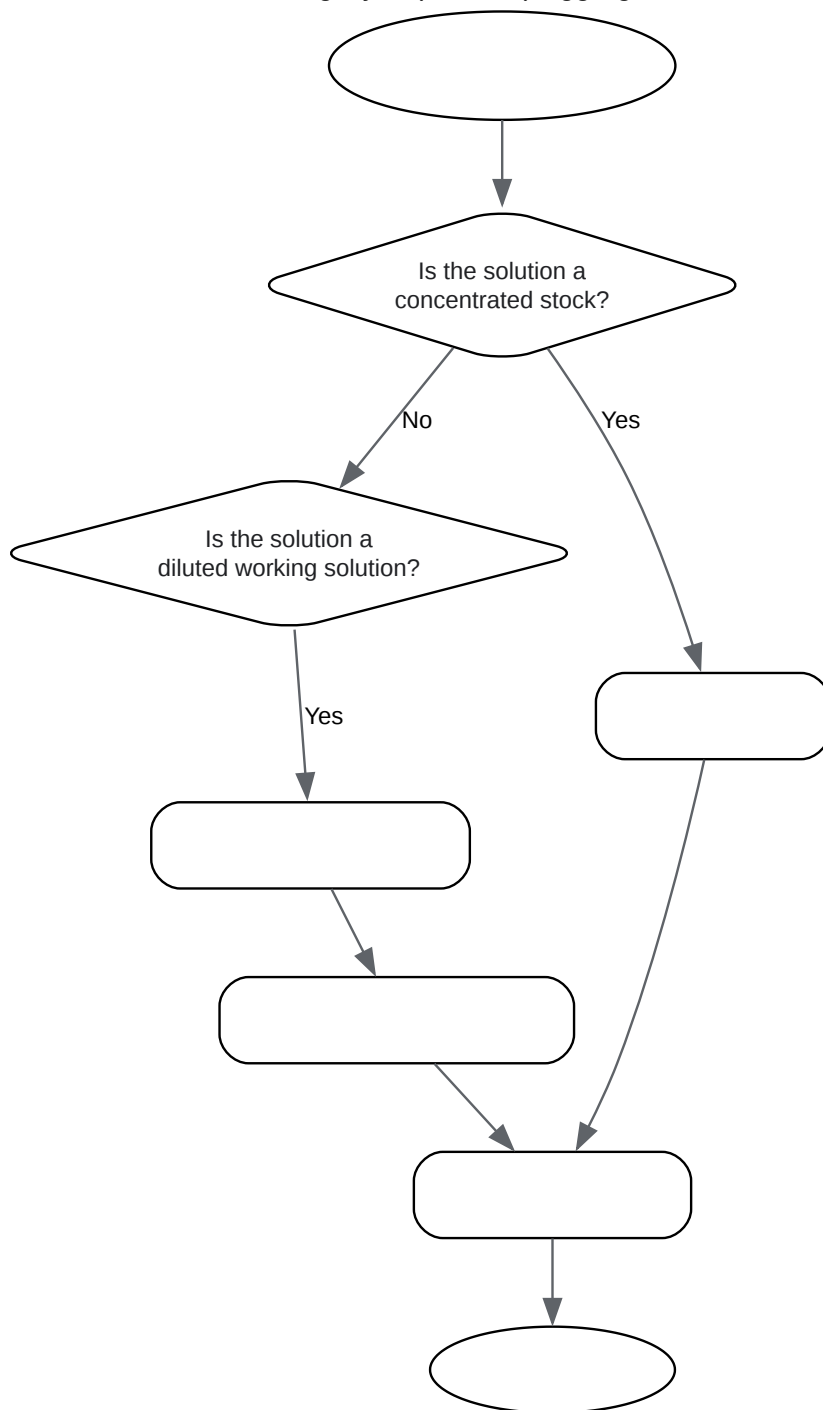 Is the solution a
concentrated stock?
No
Yes
Is the solution a
diluted working solution?
Yes